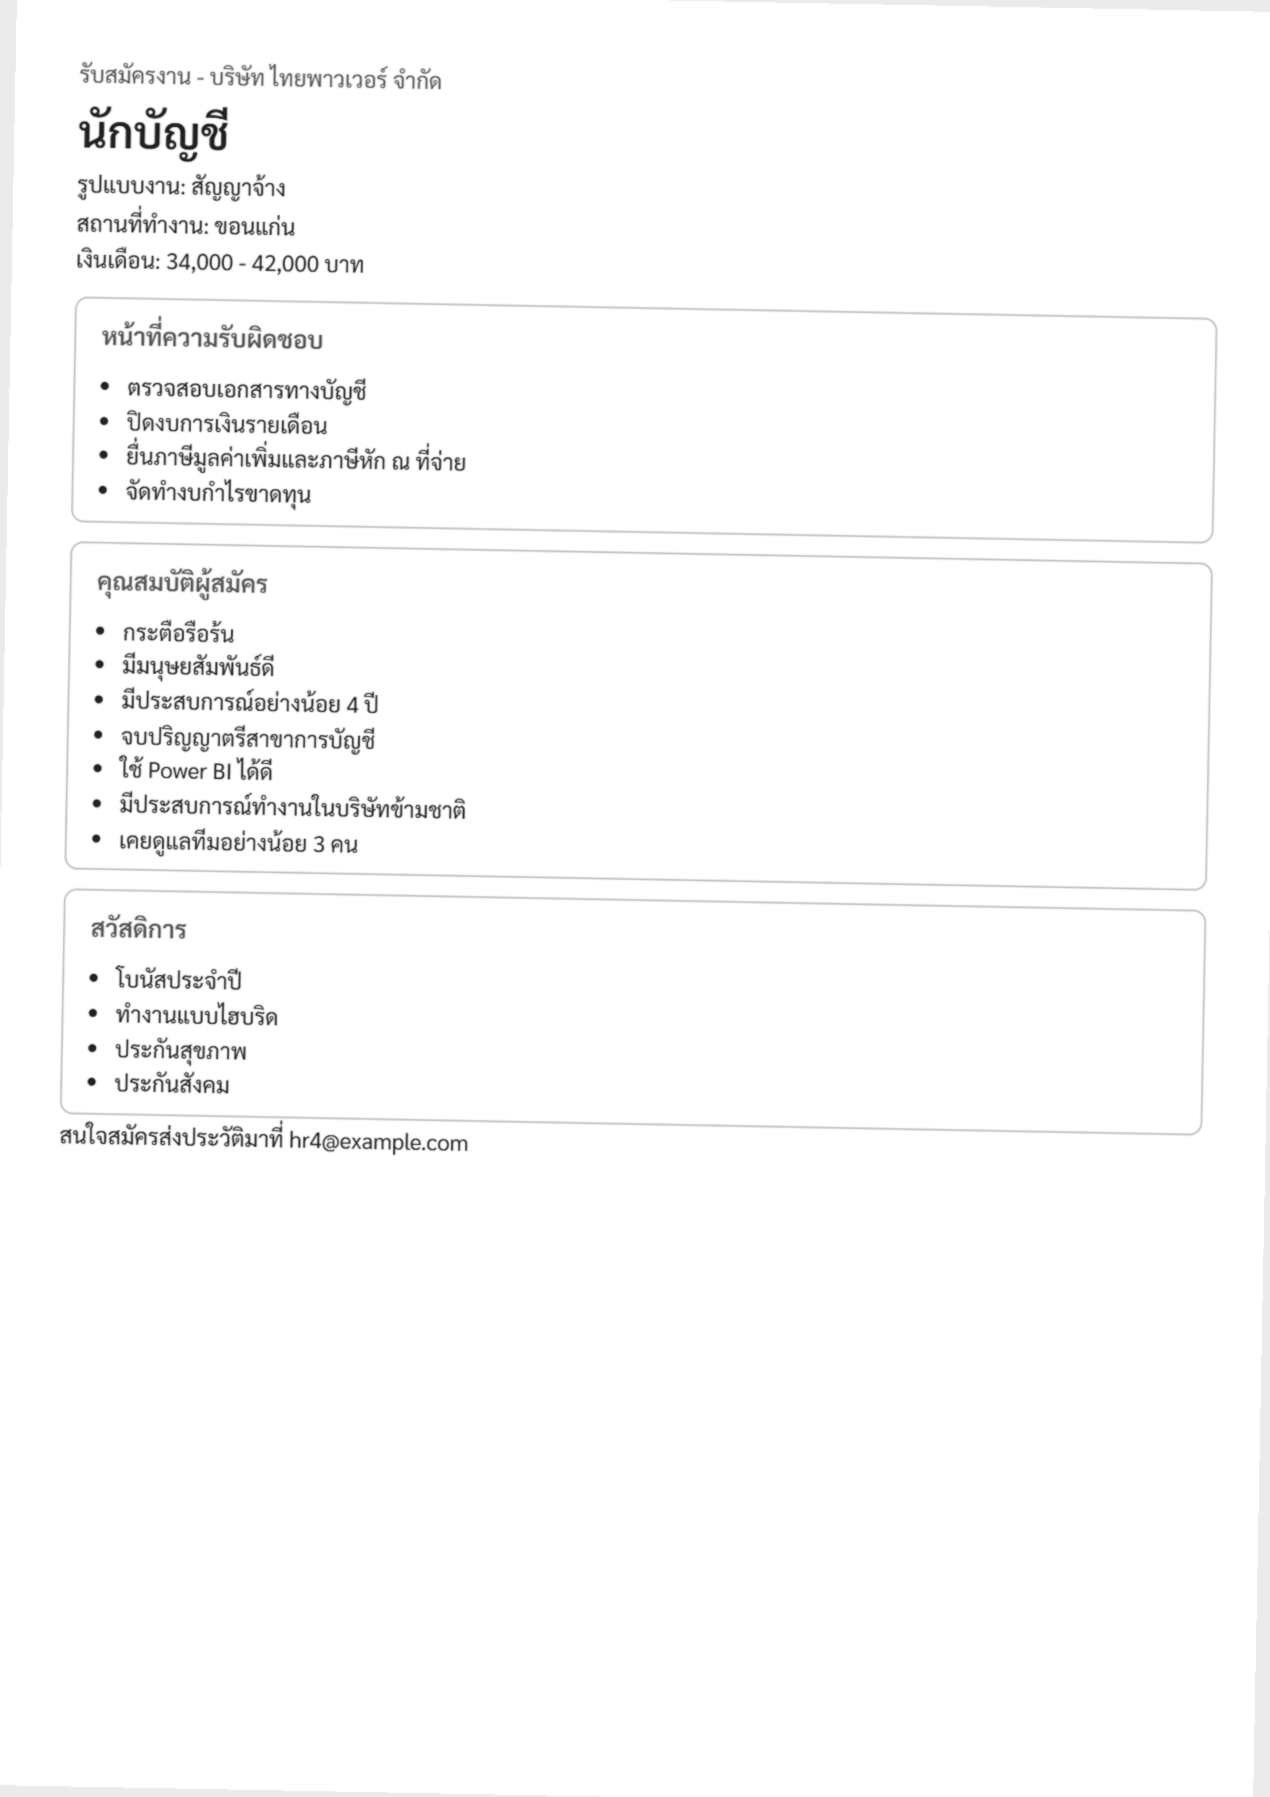 รับสมัครงาน - บริษัท ไทยพาวเวอร์ จำกัด
นักบัญชี
รูปแบบงาน: สัญญาจ้าง
สถานที่ทำงาน: ขอนแก่น
เงินเดือน: 34,000 - 42,000 บาท
หน้าที่ความรับผิดชอบ
• ตรวจสอบเอกสารทางบัญชี
• ปิดงบการเงินรายเดือน
• ยื่นภาษีมูลค่าเพิ่มและภาษีหัก ณ ที่จ่าย
• จัดทำงบกำไรขาดทุน
คุณสมบัติผู้สมัคร
• กระตือรือร้น
• มีมนุษยสัมพันธ์ดี
• มีประสบการณ์อย่างน้อย 4 ปี
• จบปริญญาตรีสาขาการบัญชี
• ใช้ Power BI ได้ดี
• มีประสบการณ์ทำงานในบริษัทข้ามชาติ
• เคยดูแลทีมอย่างน้อย 3 คน
สวัสดิการ
• โบนัสประจำปี
• ทำงานแบบไฮบริด
• ประกันสุขภาพ
• ประกันสังคม
สนใจสมัครส่งประวัติมาที่ hr4@example.com